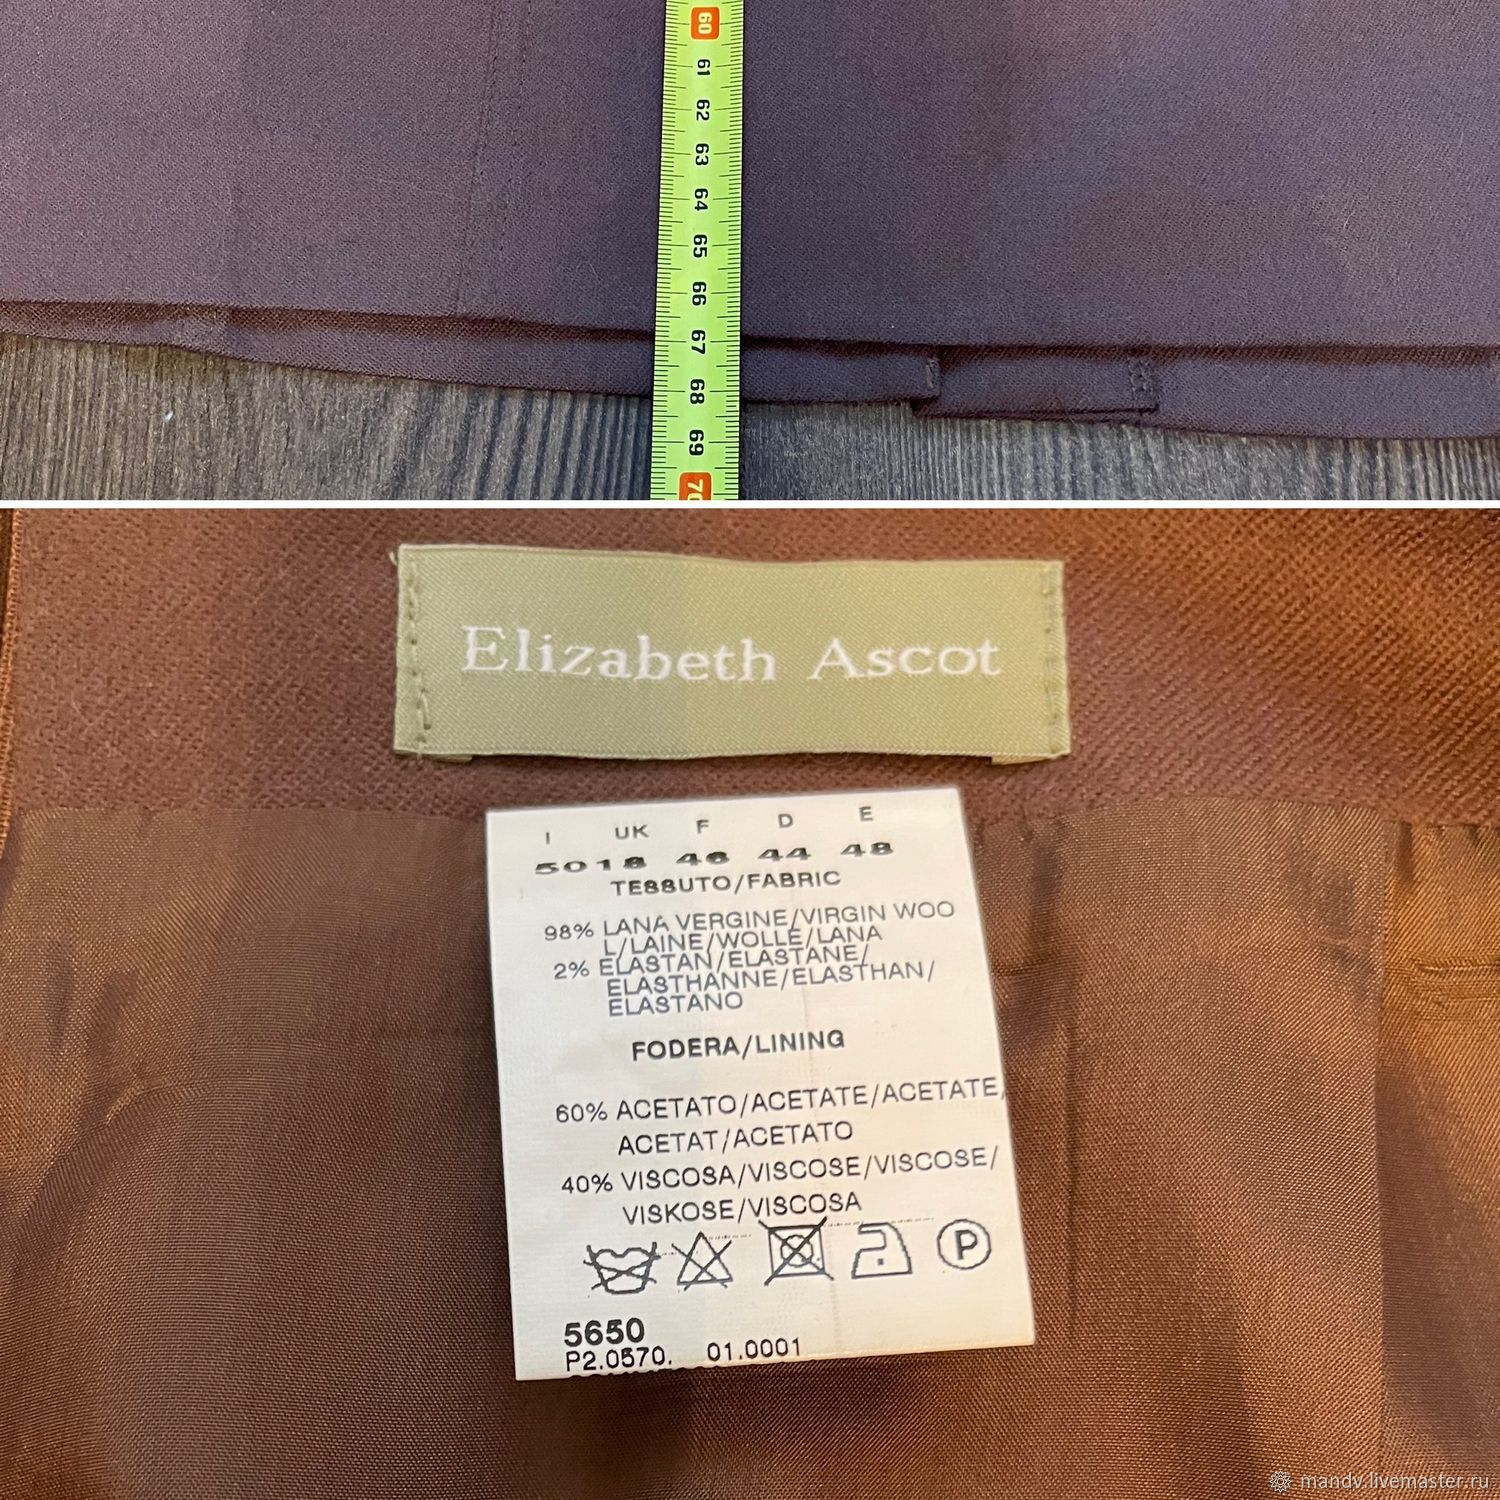 60
61
62
63
64
65
66
67
68
69
70
Elizabeth Ascot
I UK F D E
50 18 46 44 48
TESSUTO/FABRIC
98% LANA VERGINE/VIRGIN WOO
L/LAINE/WOLLE/LANA
2% ELASTAN/ELASTANE/
ELASTHANNE/ELASTHAN/
ELASTANO
FODERA/LINING
60% ACETATO/ACETATE/ACETATE/
ACETAT/ACETATO
40% VISCOSA/VISCOSE/VISCOSE/
VISKOSE/VISCOSA
P
5650
P2.0570. 01.0001
mandv.livemaster.ru